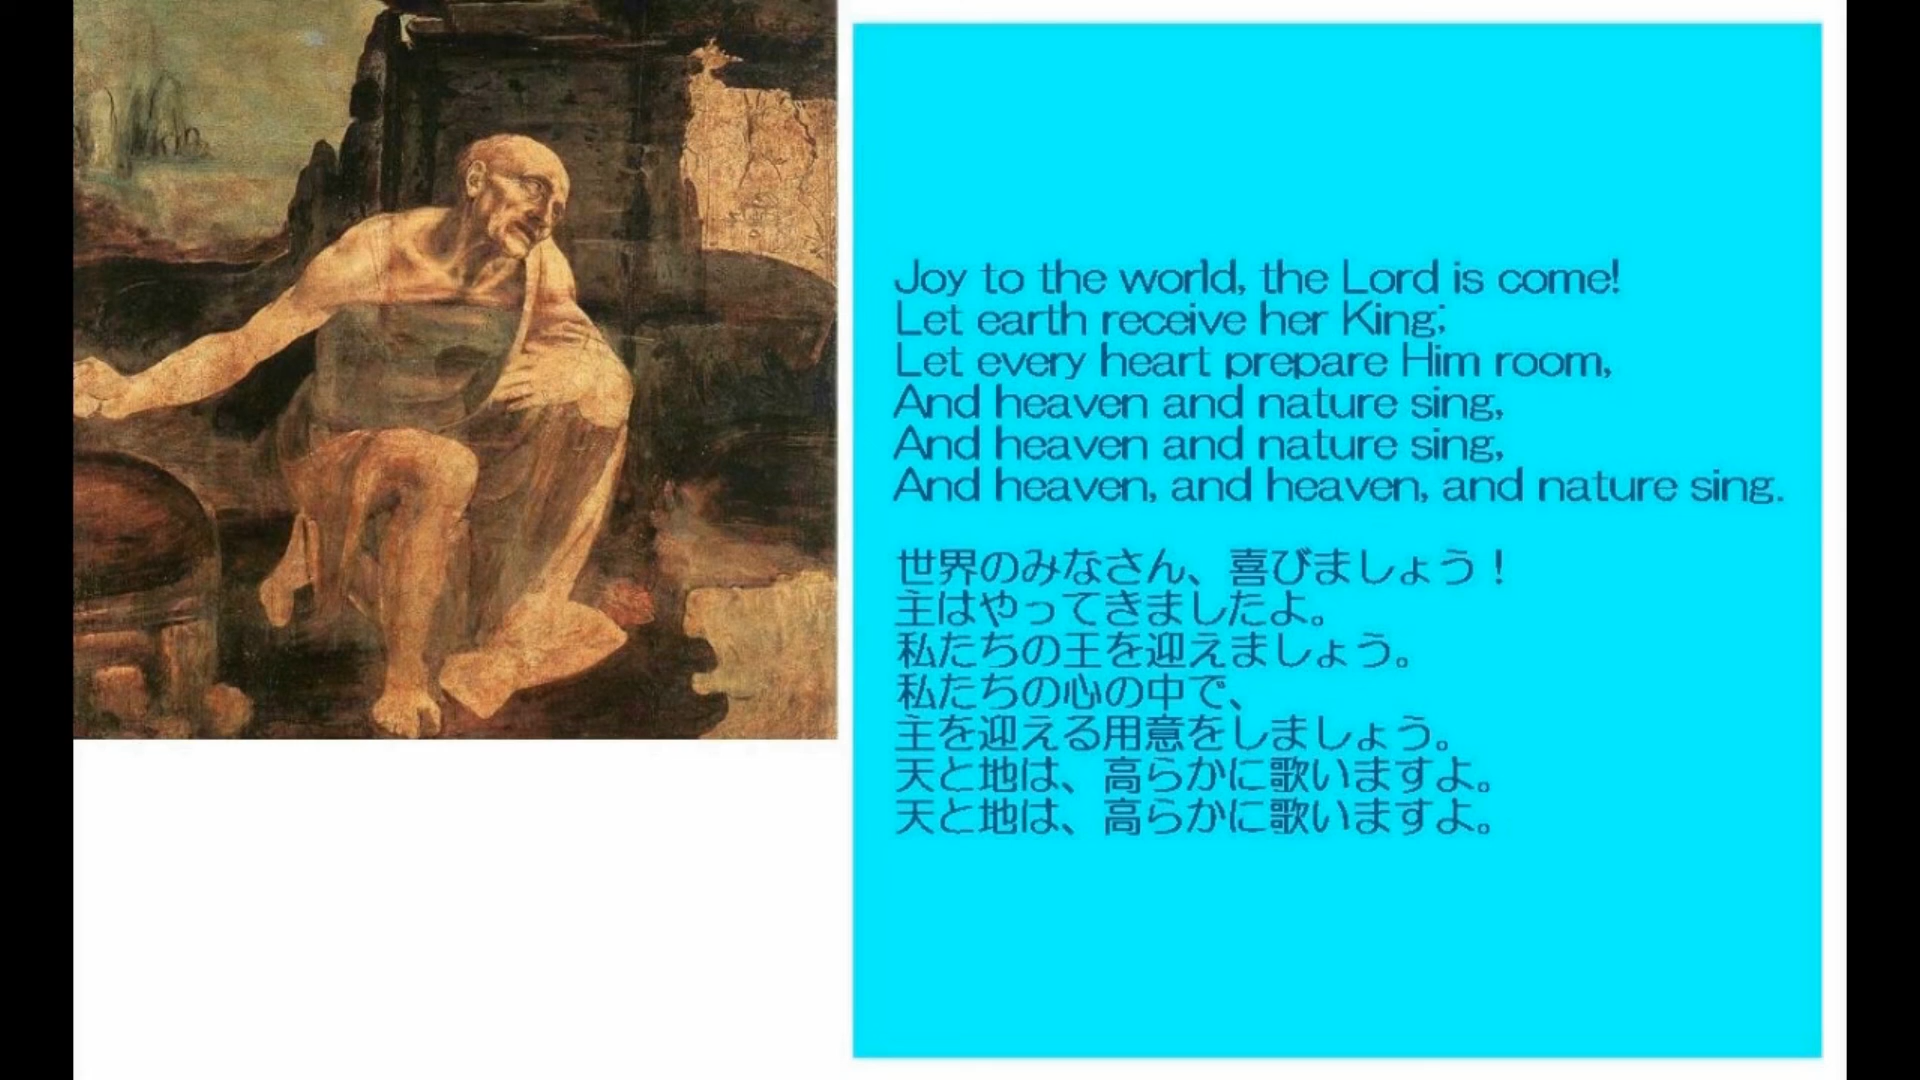 Joy to the world, the Lord is come!
Let earth receive her King;
Let every heart prepare Him room,
And heaven and nature sing,
And heaven and nature sing,
And heaven, and heaven, and nature sing.
世界のみなさん、喜びましょう！
主はやってきましたよ。
私たちの王を迎えましょう。
私たちの心の中で、
主を迎える用意をしましょう。
天と地は、高らかに歌いますよ。
天と地は、高らかに歌いますよ。